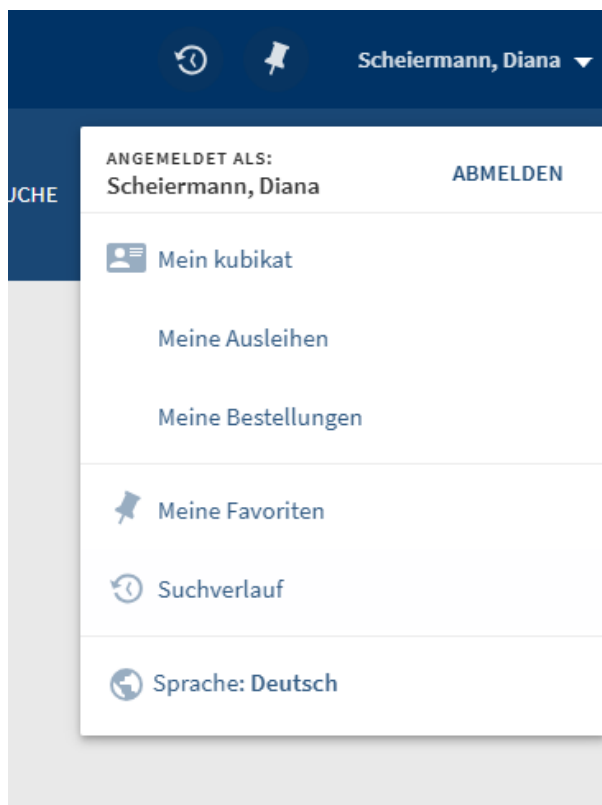 Scheiermann, Diana
UCHE
ANGEMELDET ALS:
Scheiermann, Diana
ABMELDEN
Mein kubikat
Meine Ausleihen
Meine Bestellungen
Meine Favoriten
Suchverlauf
Sprache: Deutsch